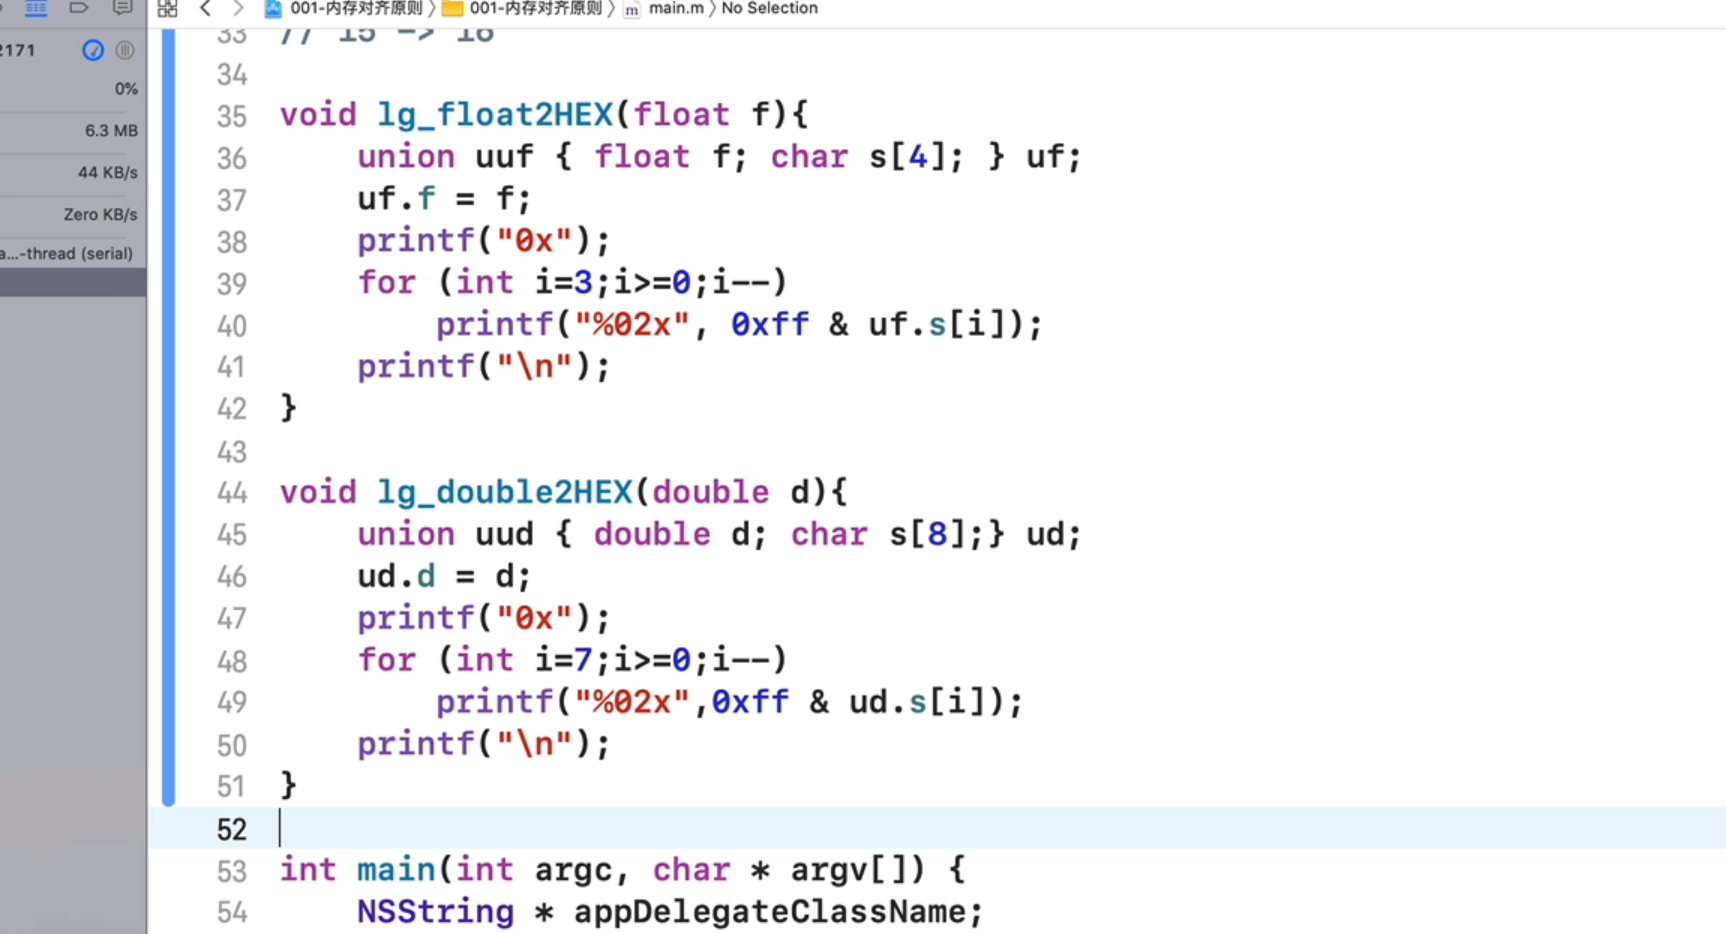 001-内存对齐原则 〉 001-内存对齐原则 〉 m main.m 〉 No Selection
2171
0%
6.3 MB
44 KB/s
Zero KB/s
a...-thread (serial)
33 // 15 -> 16
34
35 void lg_float2HEX(float f){
36     union uuf { float f; char s[4]; } uf;
37     uf.f = f;
38     printf("0x");
39     for (int i=3;i>=0;i--)
40         printf("%02x", 0xff & uf.s[i]);
41     printf("\n");
42 }
43
44 void lg_double2HEX(double d){
45     union uud { double d; char s[8];} ud;
46     ud.d = d;
47     printf("0x");
48     for (int i=7;i>=0;i--)
49         printf("%02x",0xff & ud.s[i]);
50     printf("\n");
51 }
52
53 int main(int argc, char * argv[]) {
54     NSString * appDelegateClassName;